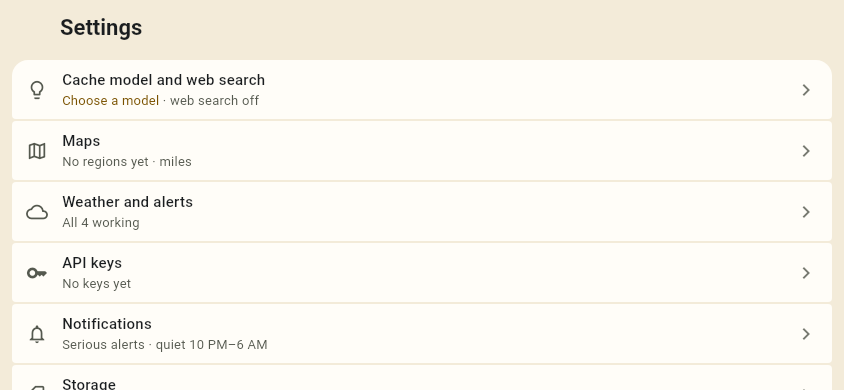 Settings
Cache model and web search
Choose a model · web search off
Maps
No regions yet · miles
Weather and alerts
All 4 working
API keys
No keys yet
Notifications
Serious alerts · quiet 10 PM–6 AM
Storage